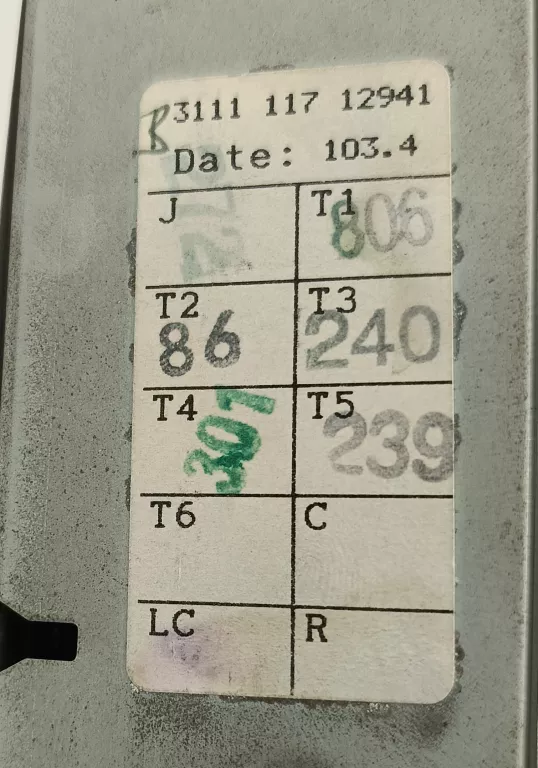 3111 117 12941
Date: 103.4
J T1 806
T2 86 T3 240
T4 301 T5 239
T6 C
LC R